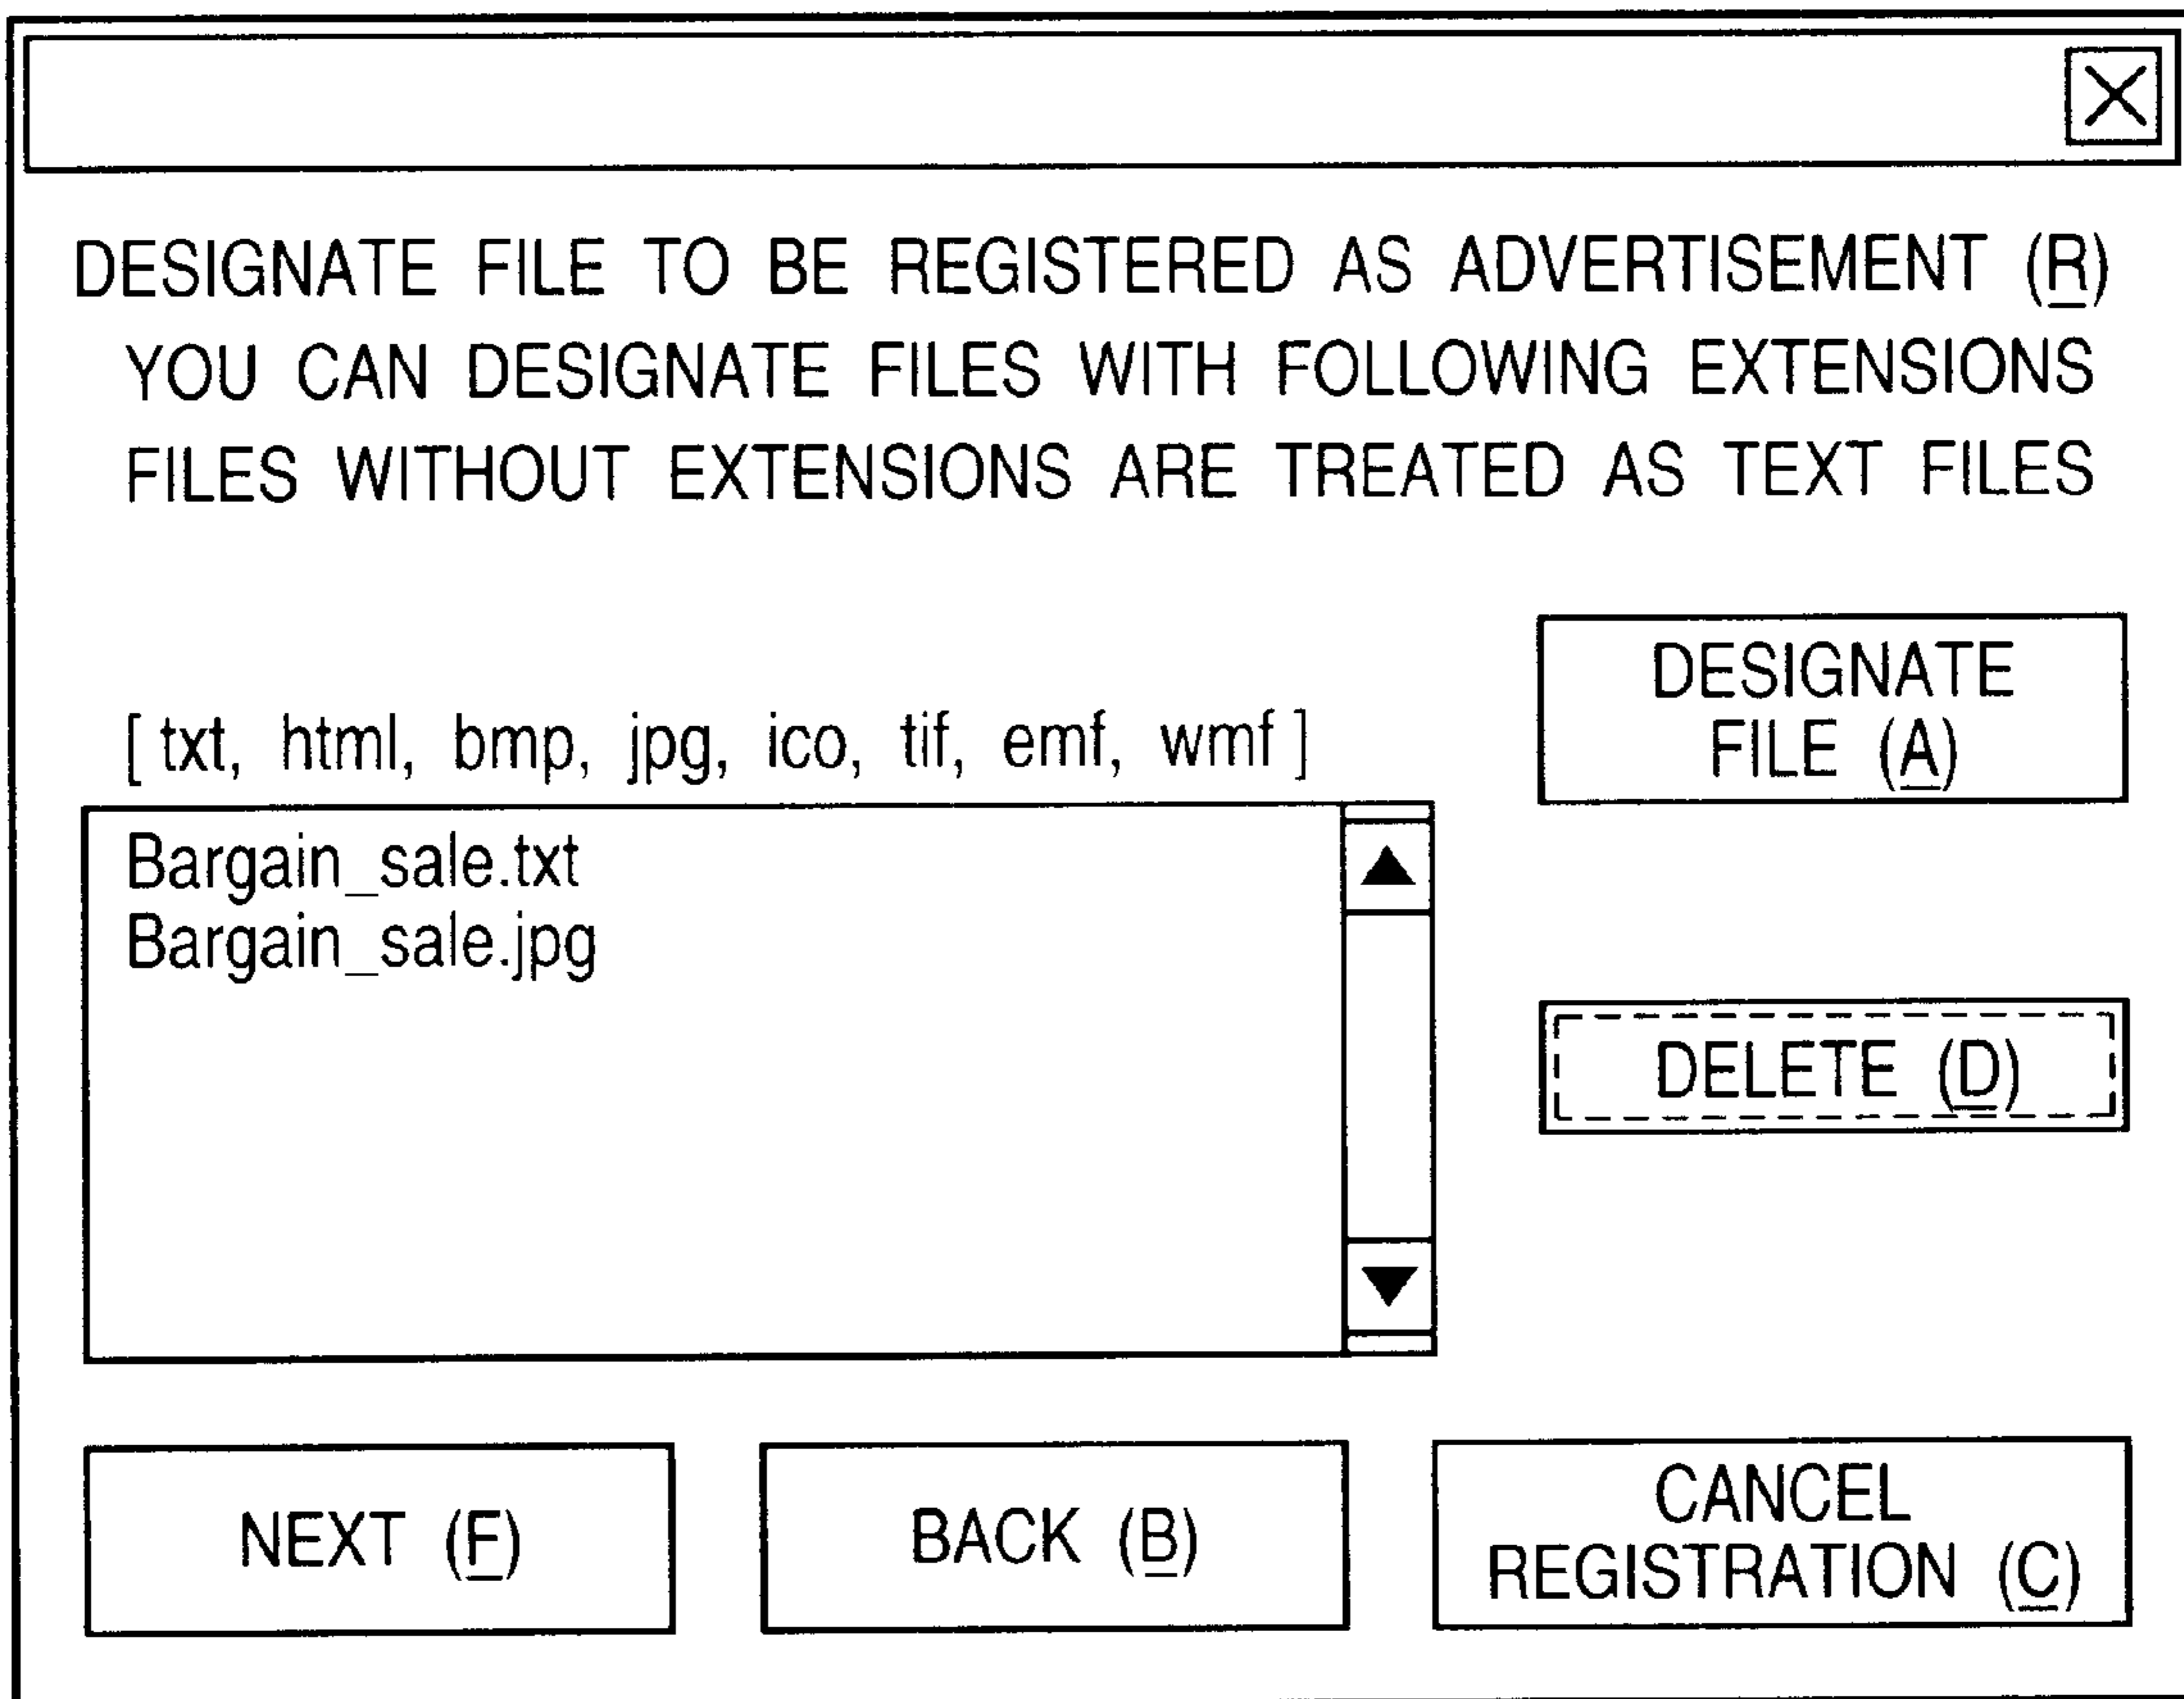 DESIGNATE FILE TO BE REGISTERED AS ADVERTISEMENT (R)
YOU CAN DESIGNATE FILES WITH FOLLOWING EXTENSIONS
FILES WITHOUT EXTENSIONS ARE TREATED AS TEXT FILES
DESIGNATE
FILE (A)
[ txt, html, bmp, jpg, ico, tif, emf, wmf ]
Bargain_sale.txt
Bargain_sale.jpg
DELETE (D)
NEXT (F)
BACK (B)
CANCEL
REGISTRATION (C)